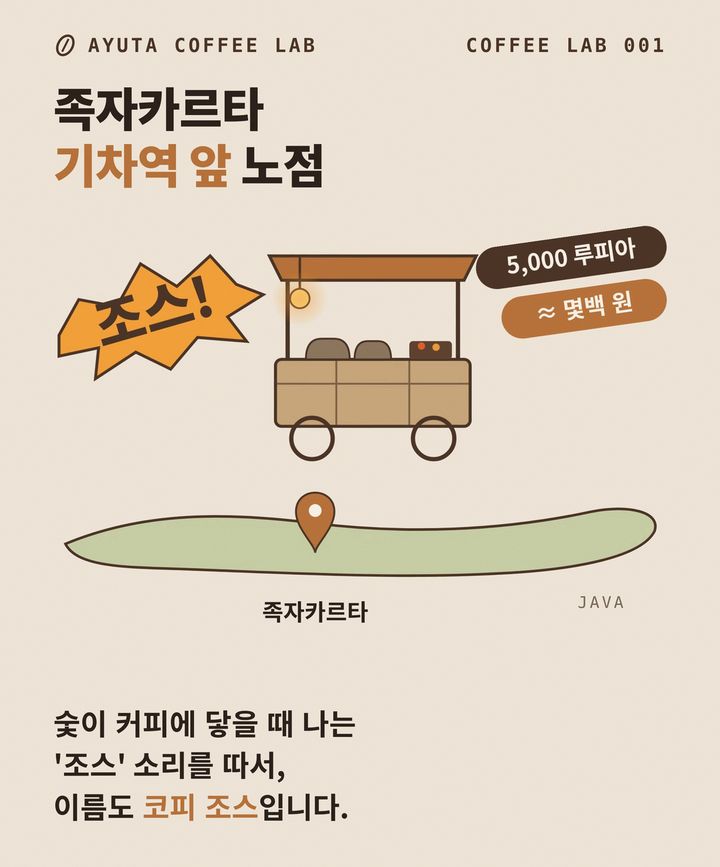 AYUTA COFFEE LAB
COFFEE LAB 001
족자카르타
기차역 앞 노점
조스!
5,000 루피아
≈ 몇백 원
족자카르타
JAVA
숯이 커피에 닿을 때 나는
'조스' 소리를 따서,
이름도 코피 조스입니다.